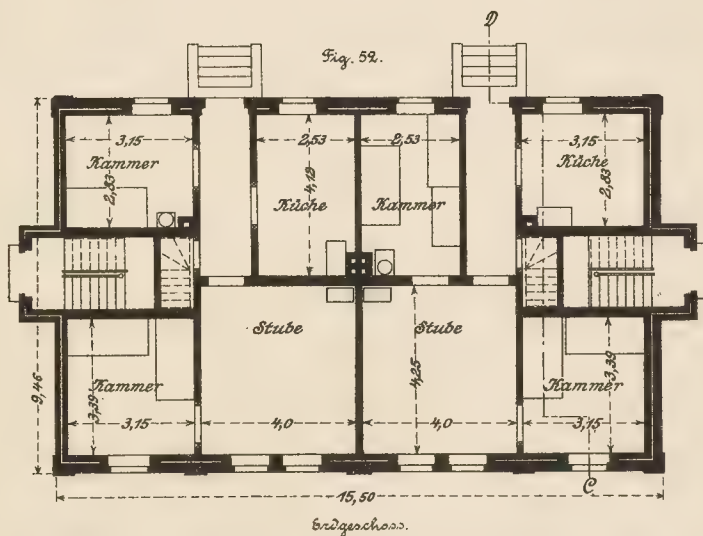 D
Fig. 52.
3,15
Kammer
2,83
2,53
4,12
Küche
2,53
Kammer
3,15
Küche
2,83
Stube
Stube
4,25
Kammer
3,39
3,15
4,0
4,0
Kammer
3,39
3,15
9,46
C
15,50
Erdgeschoss.